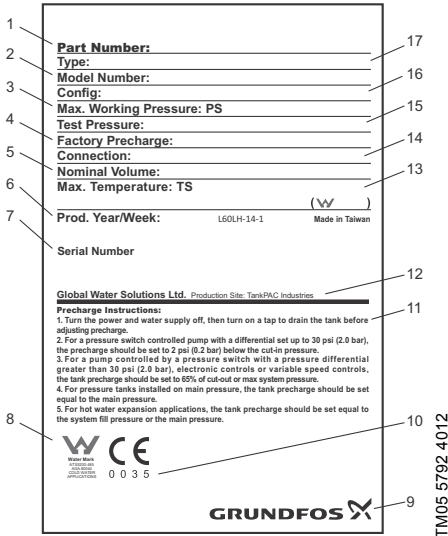 1
Part Number:
17
Type:
2
Model Number:
16
Config:
3
Max. Working Pressure: PS
15
Test Pressure:
4
Factory Precharge:
14
Connection:
5
Nominal Volume:
13
Max. Temperature: TS
( W )
6
Prod. Year/Week: L60LH-14-1 Made in Taiwan
7
Serial Number
12
Global Water Solutions Ltd. Production Site: TankPAC Industries
11
Precharge Instructions:
1. Turn the power and water supply off, then turn on a tap to drain the tank before
adjusting precharge.
2. For a pressure switch controlled pump with a differential set up to 30 psi (2.0 bar),
the precharge should be set to 2 psi (0.2 bar) below the cut-in pressure.
3. For a pump controlled by a pressure switch with a pressure differential
greater than 30 psi (2.0 bar), electronic controls or variable speed controls,
the tank precharge should be set to 65% of cut-out or max system pressure.
4. For pressure tanks installed on main pressure, the tank precharge should be set
equal to the main pressure.
5. For hot water expansion applications, the tank precharge should be set equal to
the system fill pressure or the main pressure.
8
10
Water Mark
COLD WATER
APPLICATIONS
CE
0035
9
GRUNDFOS
TM05 5792 4012